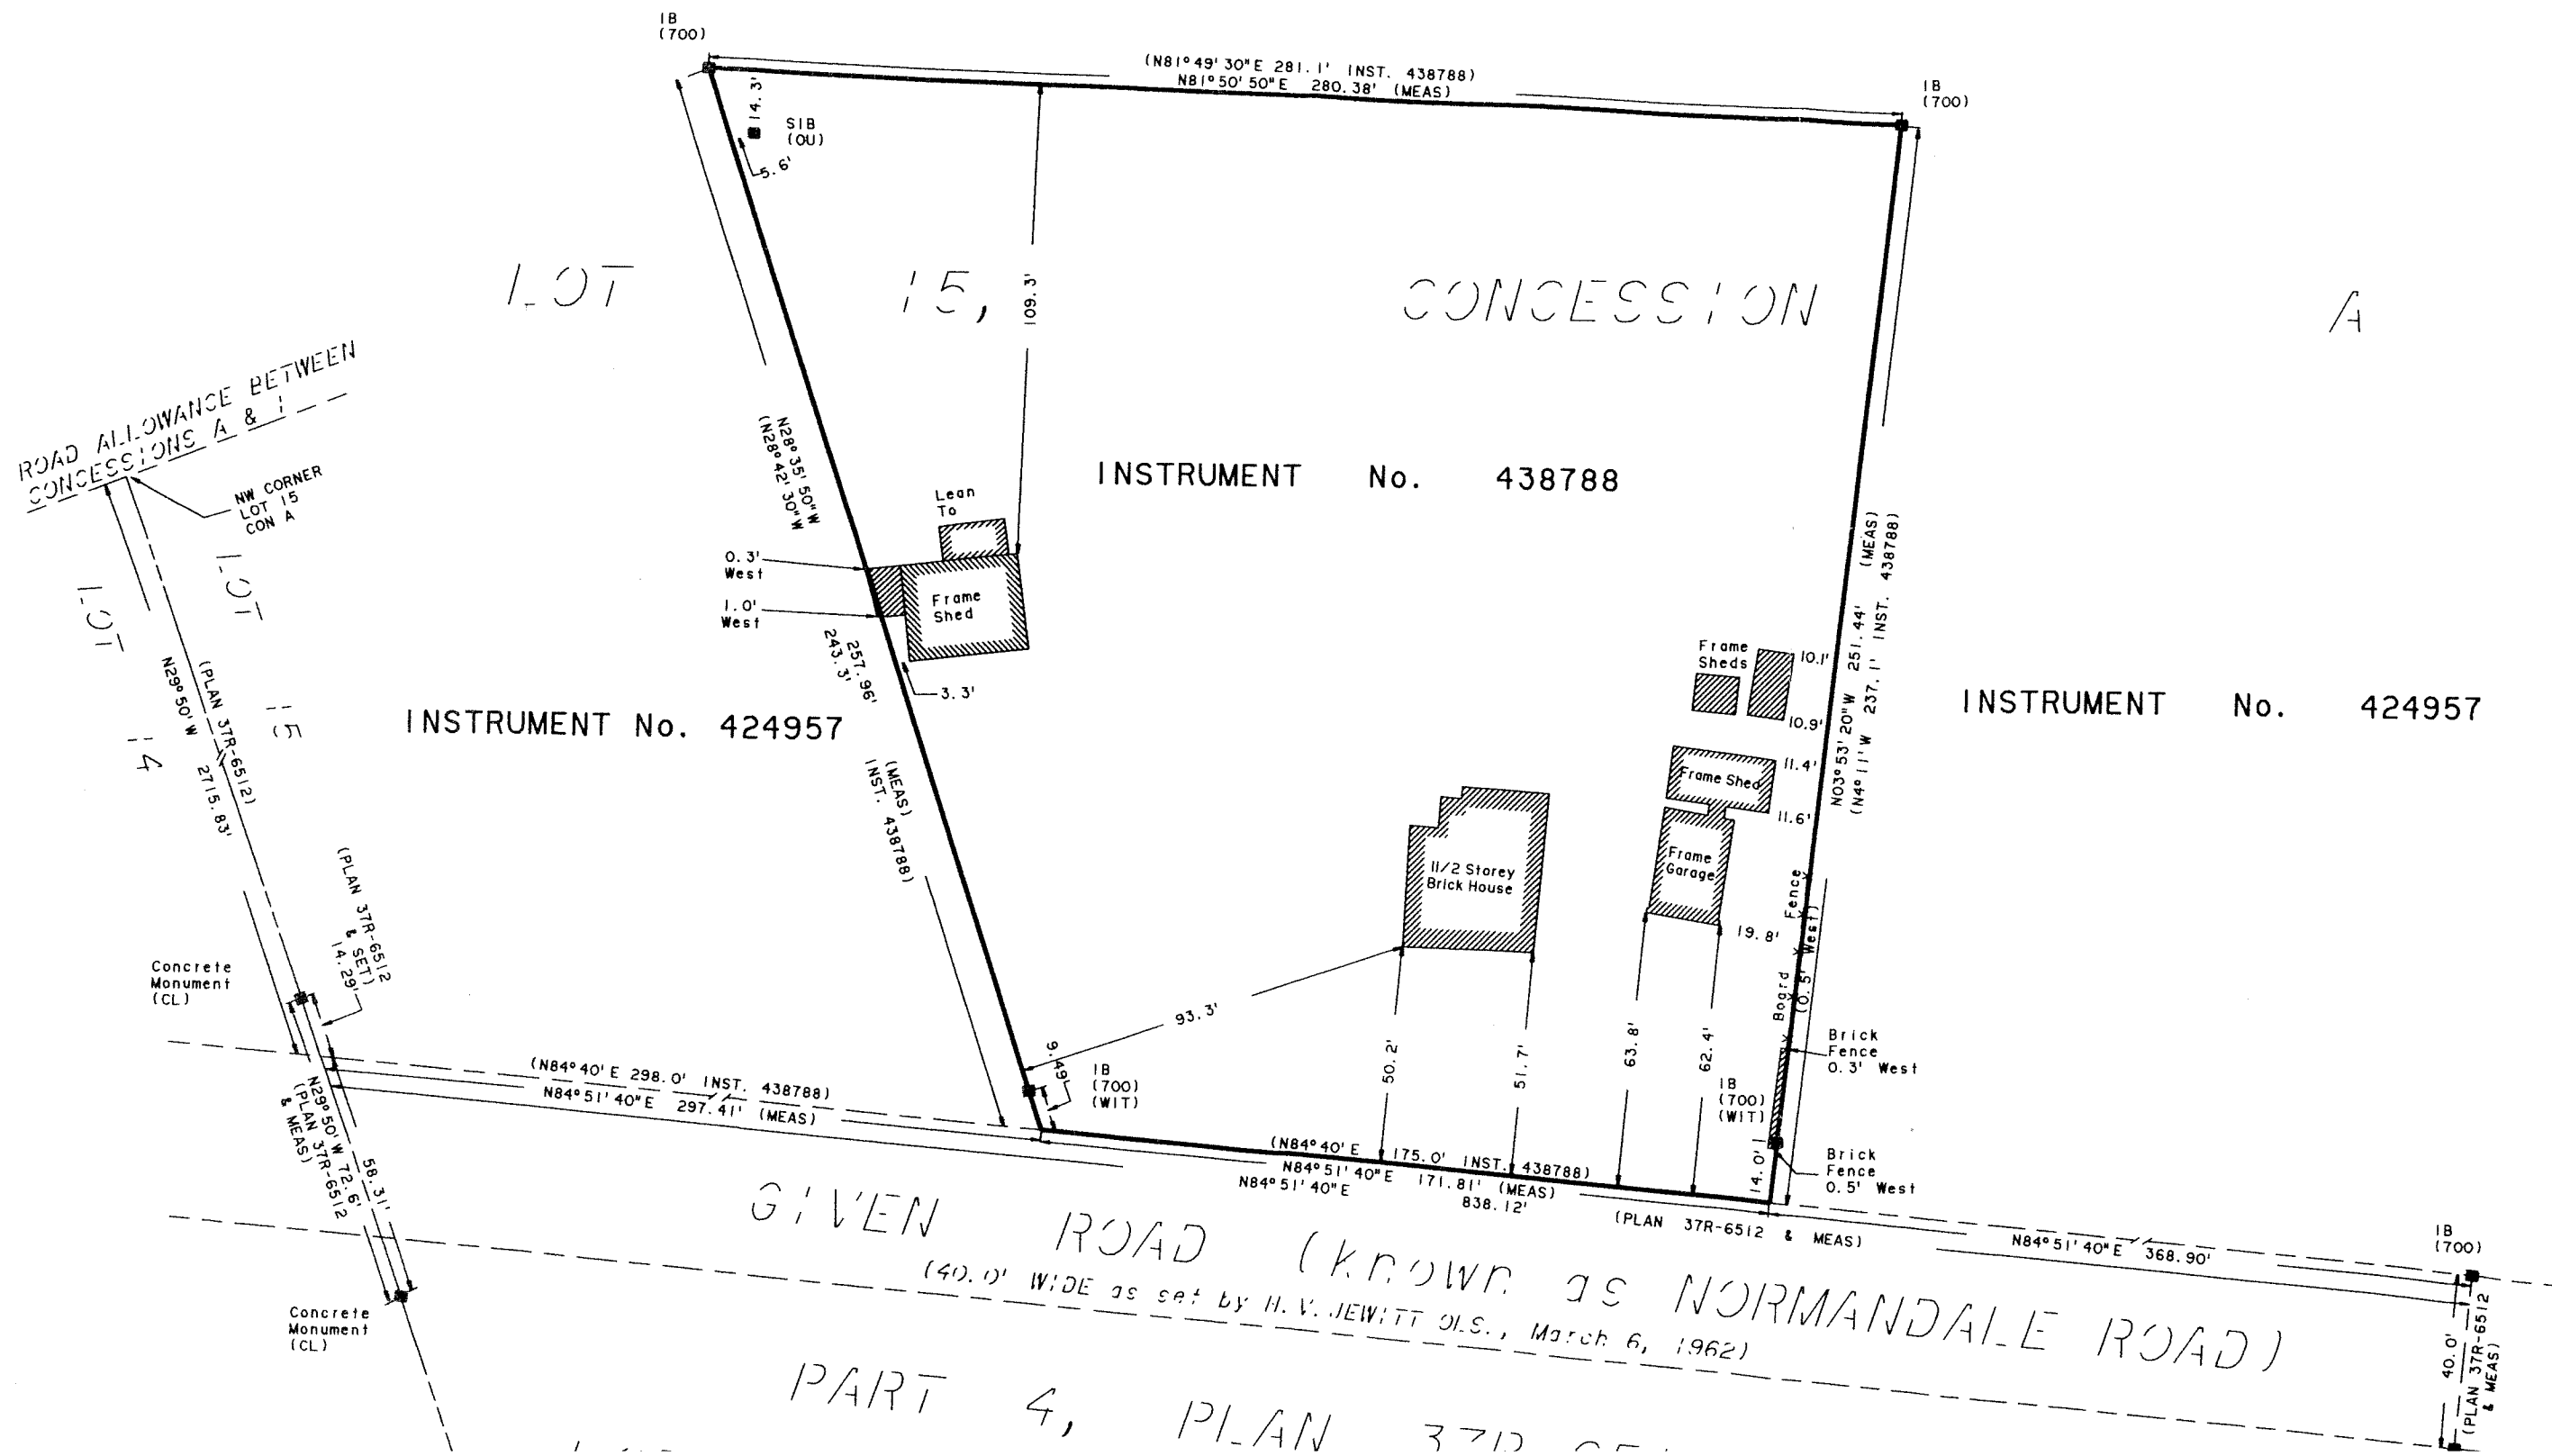 IB
(700)
(N81°49'30"E 281.1' INST. 438788)
N81°50'50"E 280.38' (MEAS)
IB
(700)
14.3'
SIB
(OU)
5.6'
109.3'
LOT 15, CONCESSION A
ROAD ALLOWANCE BETWEEN
CONCESSIONS A & 1
NW CORNER
LOT 15
CON A
N28°35'50"W
(N28°42'30"W
257.96'
243.3'
(MEAS)
INST. 438788)
INSTRUMENT No. 438788
Lean
To
0.3'
West
1.0'
West
Frame
Shed
3.3'
LOT 15
LOT 14
(PLAN 37R-6512)
N29°50'W 2715.83'
INSTRUMENT No. 424957
INSTRUMENT No. 424957
N03°53'20"W 251.44' (MEAS)
(N4°11'W 237.1' INST. 438788)
Frame
Sheds
10.1'
10.9'
Frame Shed
11.4'
11.6'
Frame
Garage
19.8'
11/2 Storey
Brick House
Board Fence
(0.5' West)
93.3'
50.2'
51.7'
63.8'
62.4'
(PLAN 37R-6512
& SET)
14.29'
Concrete
Monument
(CL)
9.49'
IB
(700)
(WIT)
IB
(700)
(WIT)
14.0'
Brick
Fence
0.3' West
Brick
Fence
0.5' West
(N84°40'E 298.0' INST. 438788)
N84°51'40"E 297.41' (MEAS)
(N84°40'E 175.0' INST. 438788)
N84°51'40"E 171.81' (MEAS)
N84°51'40"E 838.12' (PLAN 37R-6512 & MEAS)
N84°51'40"E 368.90'
IB
(700)
58.31'
N29°50'W 72.6'
(PLAN 37R-6512
& MEAS)
Concrete
Monument
(CL)
GIVEN ROAD (known as NORMANDALE ROAD)
(40.0' WIDE as set by H.V. JEWITT OLS., March 6, 1962)
40.0'
(PLAN 37R-6512
& MEAS)
PART 4, PLAN